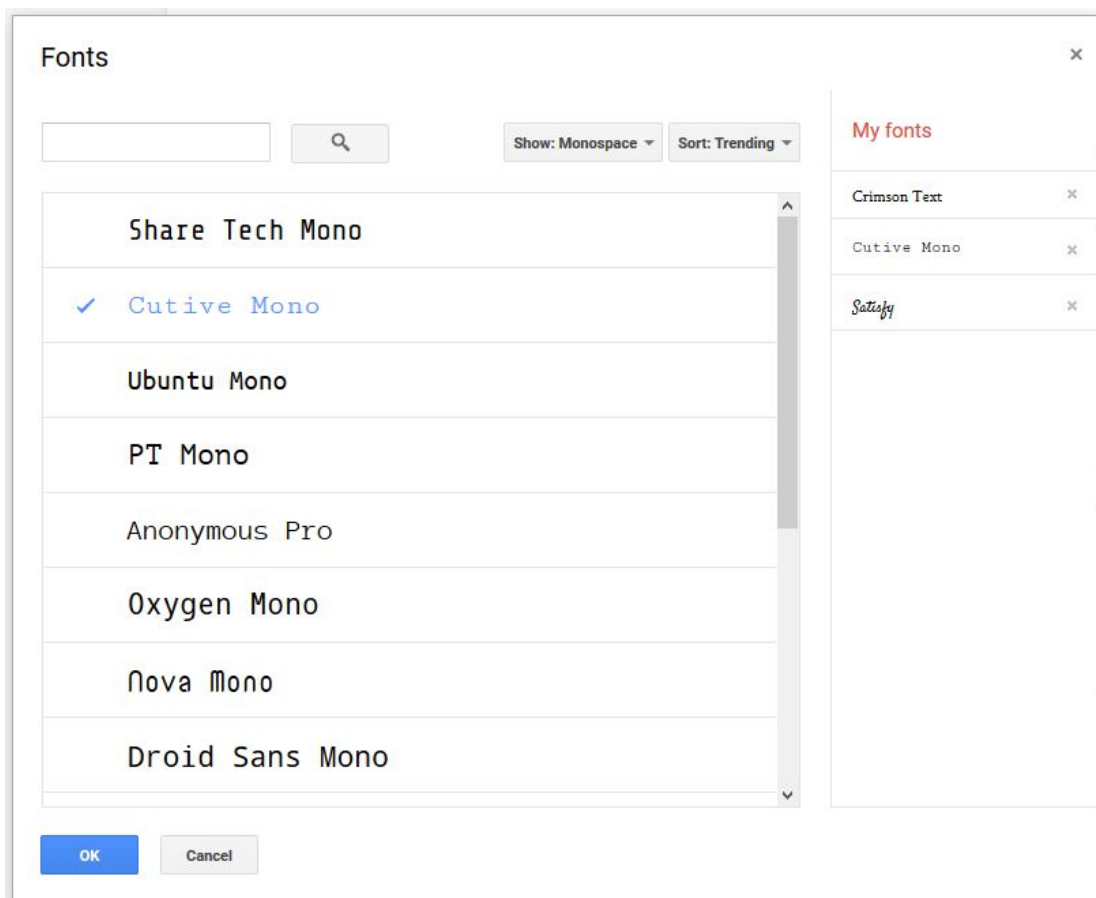 Fonts
Show: Monospace
Sort: Trending
Share Tech Mono
Cutive Mono
Ubuntu Mono
PT Mono
Anonymous Pro
Oxygen Mono
Nova Mono
Droid Sans Mono
OK
Cancel
My fonts
Crimson Text
Cutive Mono
Satisfy